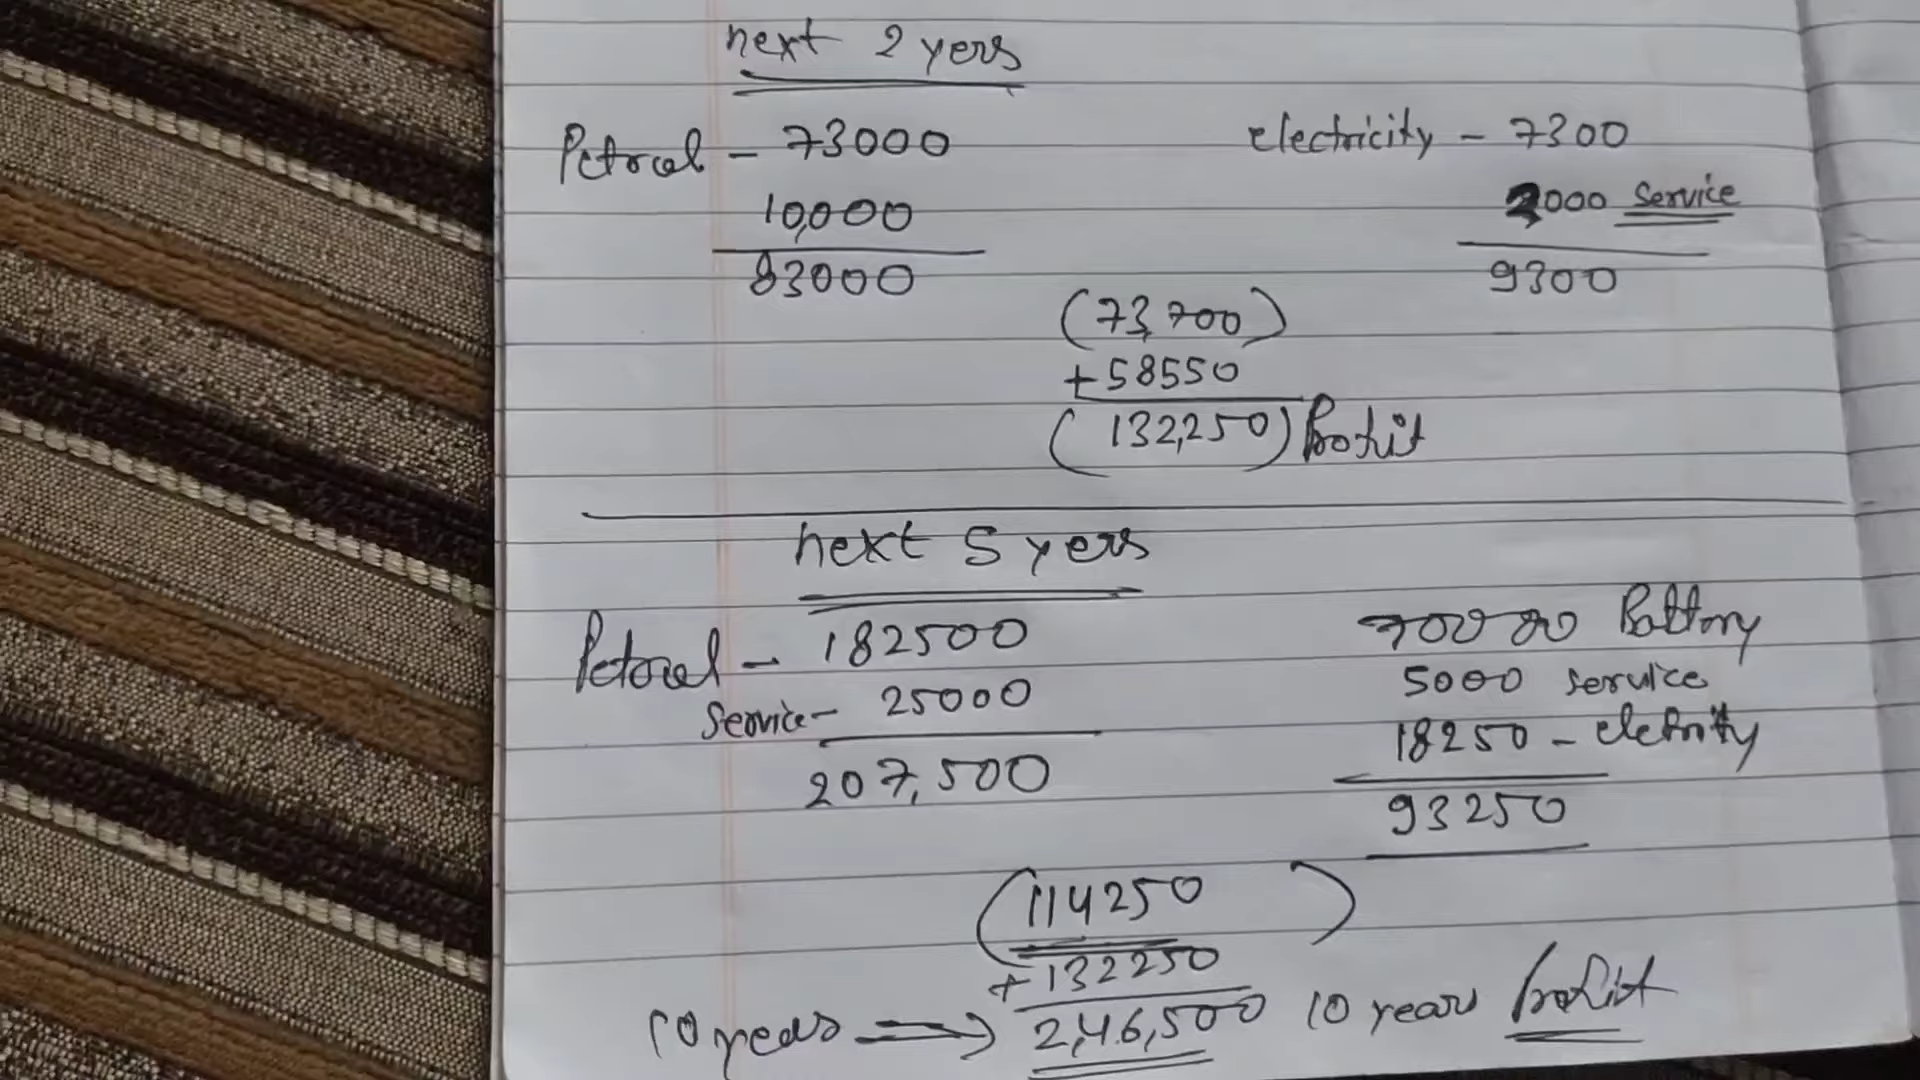 next 2 yers
Petrol - 73000 electricity - 7300
10,000 2000 Service
83000 9300
(73,700)
+58550
(132,250) Profit
next 5 yers
Petrol - 182500 70000 Battery
Service - 25000 5000 service
207,500 18250 - eletrity
93250
(114250)
+132250
10 years ⟹ 2,46,500 10 years Profit